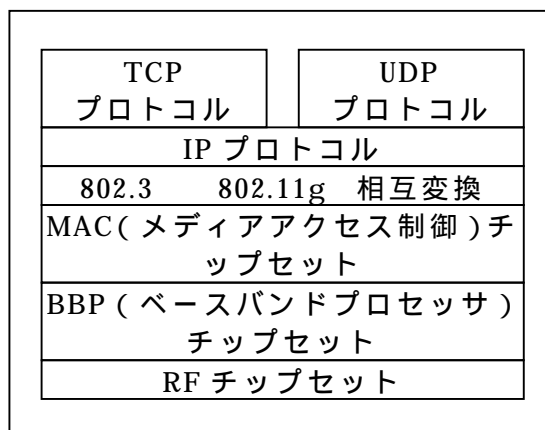 TCP
プロトコル
UDP
プロトコル
IP プロトコル
802.3 802.11g 相互変換
MAC(メディアアクセス制御)チ
ップセット
BBP(ベースバンドプロセッサ)
チップセット
RF チップセット